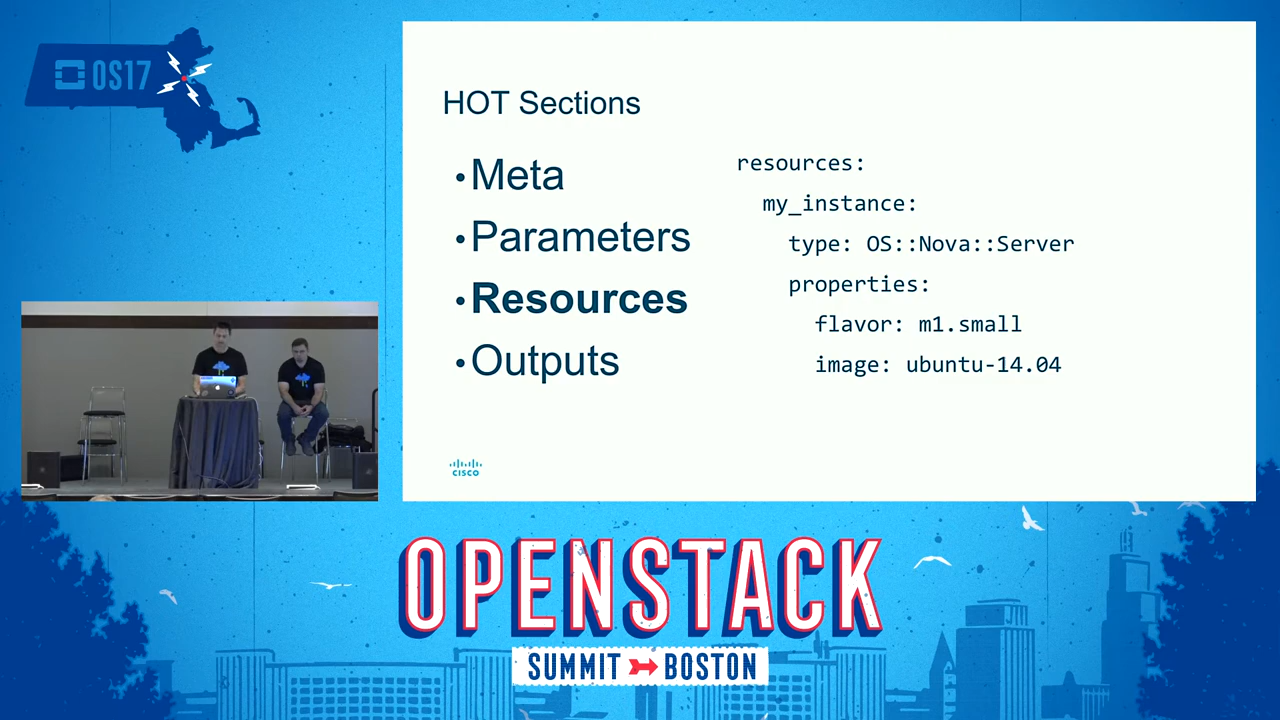 OS17
HOT Sections
•Meta
•Parameters
•Resources
•Outputs
resources:
  my_instance:
    type: OS::Nova::Server
    properties:
      flavor: m1.small
      image: ubuntu-14.04
CISCO
OPENSTACK
SUMMIT BOSTON